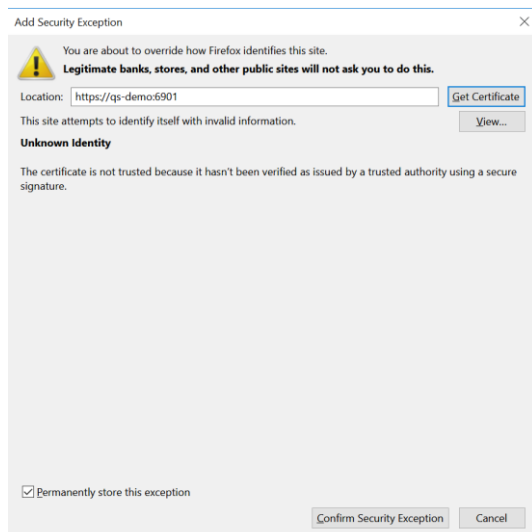 Add Security Exception
You are about to override how Firefox identifies this site.
Legitimate banks, stores, and other public sites will not ask you to do this.
Location: https://qs-demo:6901 Get Certificate
This site attempts to identify itself with invalid information. View...
Unknown Identity
The certificate is not trusted because it hasn't been verified as issued by a trusted authority using a secure
signature.
Permanently store this exception
Confirm Security Exception Cancel